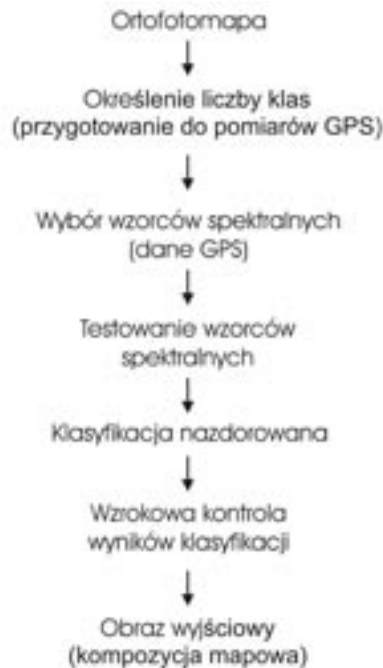 Ortofotomapa
Określenie liczby klas
(przygotowanie do pomiarów GPS)
Wybór wzorców spektralnych
(dane GPS)
Testowanie wzorców
spektralnych
Klasyfikacja nazdorowana
Wzrokowa kontrola
wyników klasyfikacji
Obraz wyjściowy
(kompozycja mapowa)